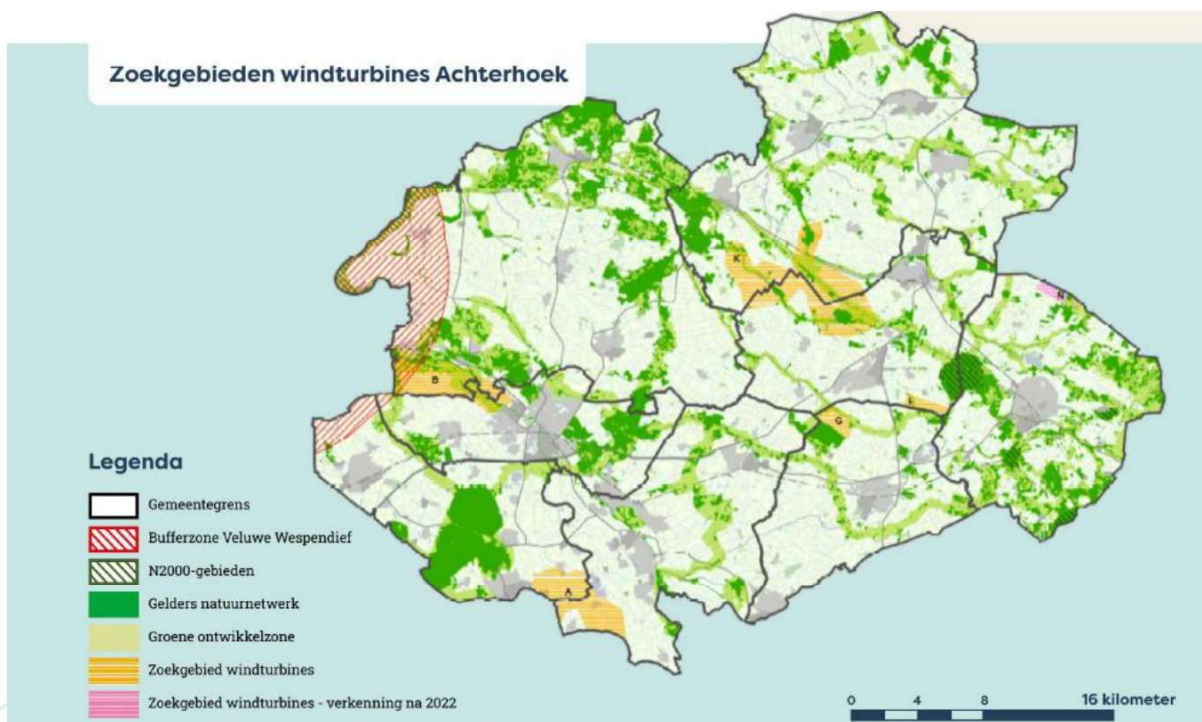 Zoekgebieden windturbines Achterhoek
K
N
B
G
E
A
Legenda
Gemeentegrens
Bufferzone Veluwe Wespendief
N2000-gebieden
Gelders natuurnetwerk
Groene ontwikkelzone
Zoekgebied windturbines
Zoekgebied windturbines - verkenning na 2022
0 4 8 16 kilometer